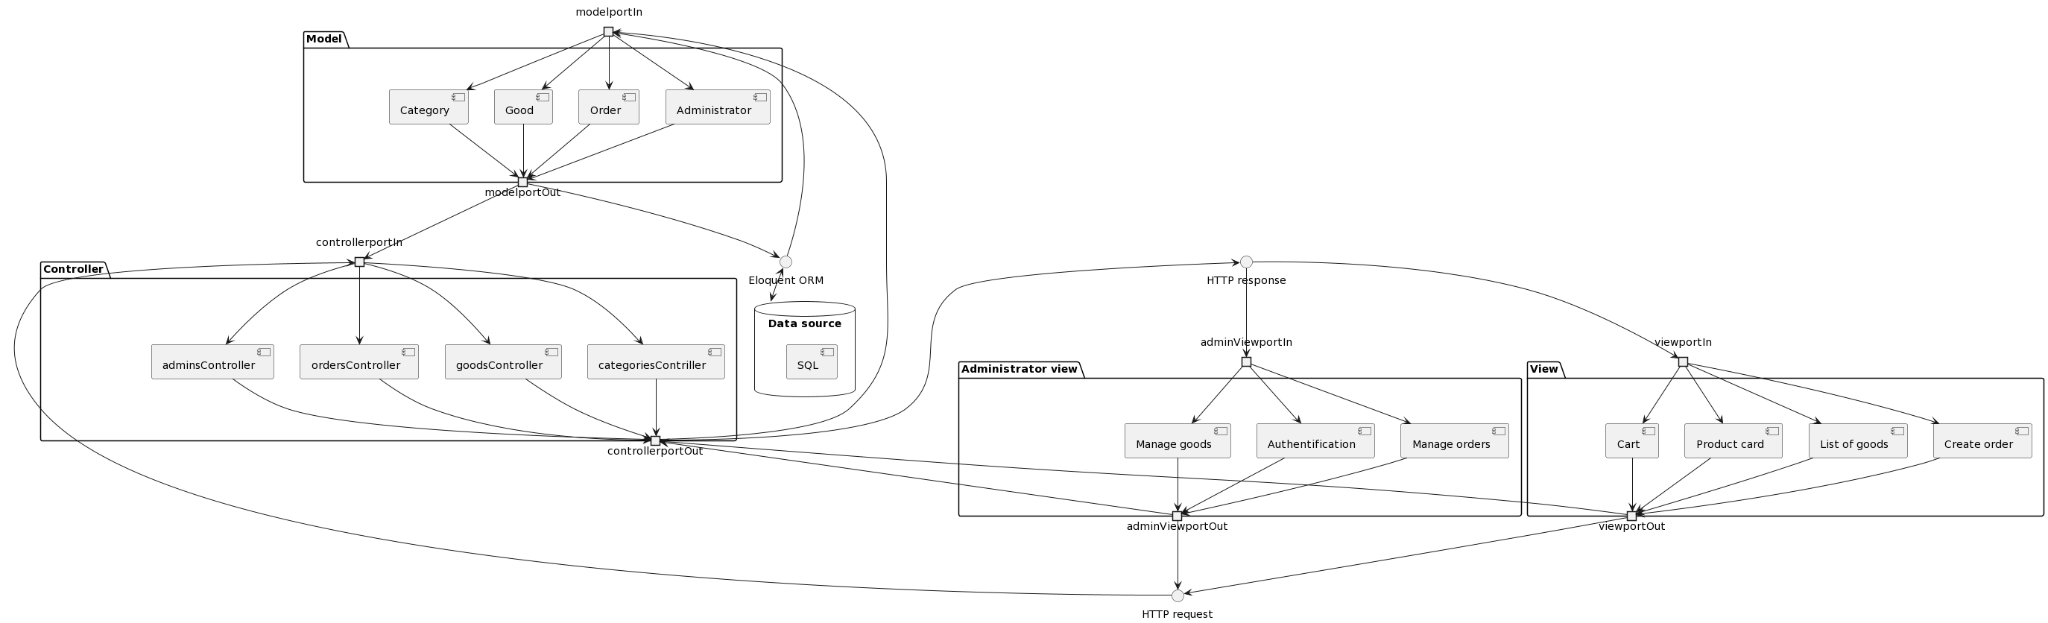 modelportIn
Model
Category
Good
Order
Administrator
modelportOut
controllerportIn
Controller
Eloquent ORM
HTTP response
Data source
SQL
adminsController
ordersController
goodsController
categoriesContriller
controllerportOut
adminViewportIn
viewportIn
Administrator view
View
Manage goods
Authentification
Manage orders
Cart
Product card
List of goods
Create order
adminViewportOut
viewportOut
HTTP request